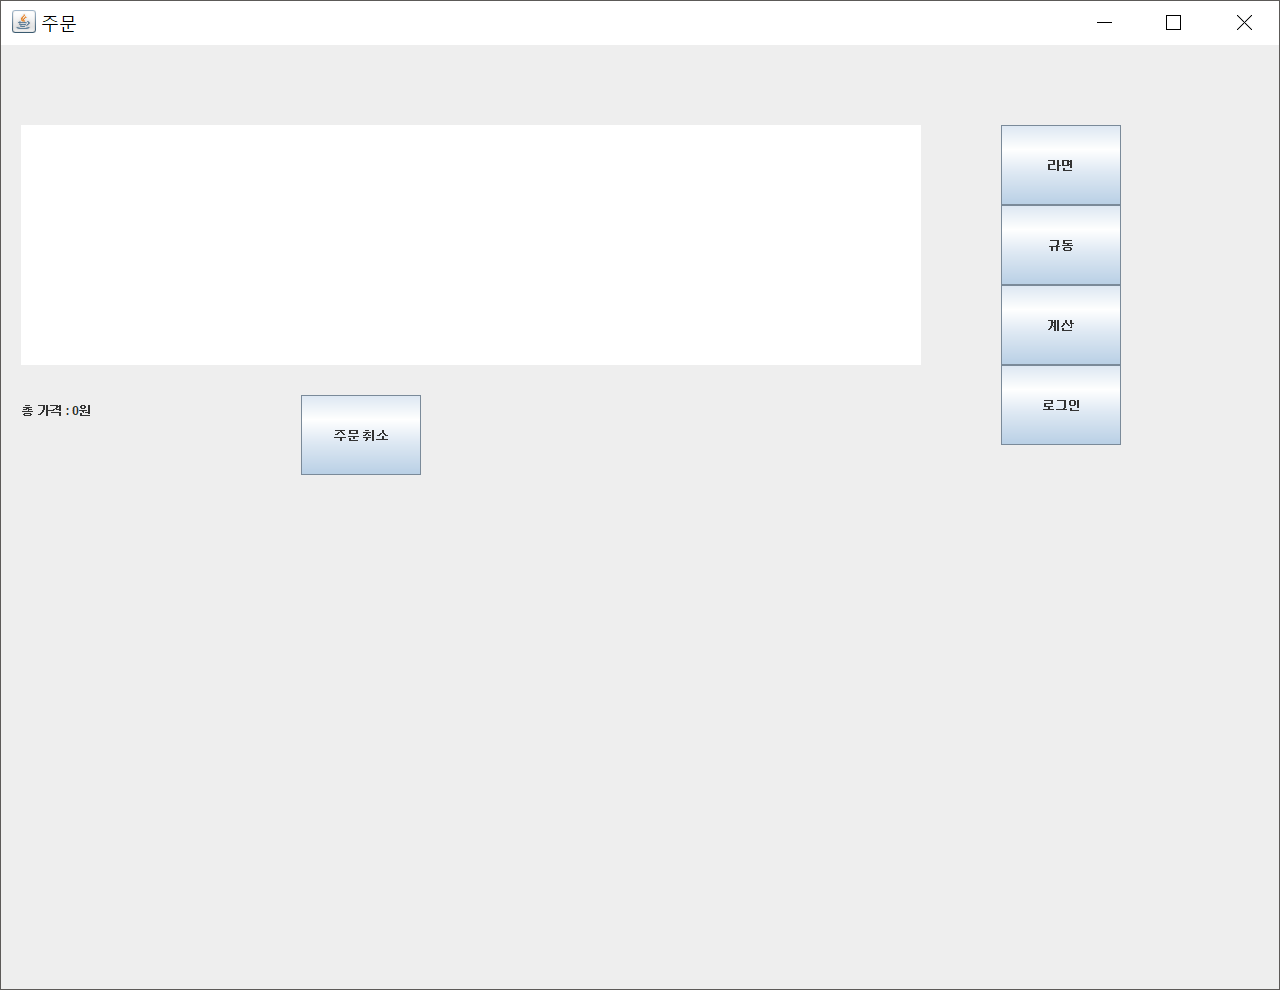 주문
라면
규동
계산
로그인
총 가격 : 0원
주문 취소